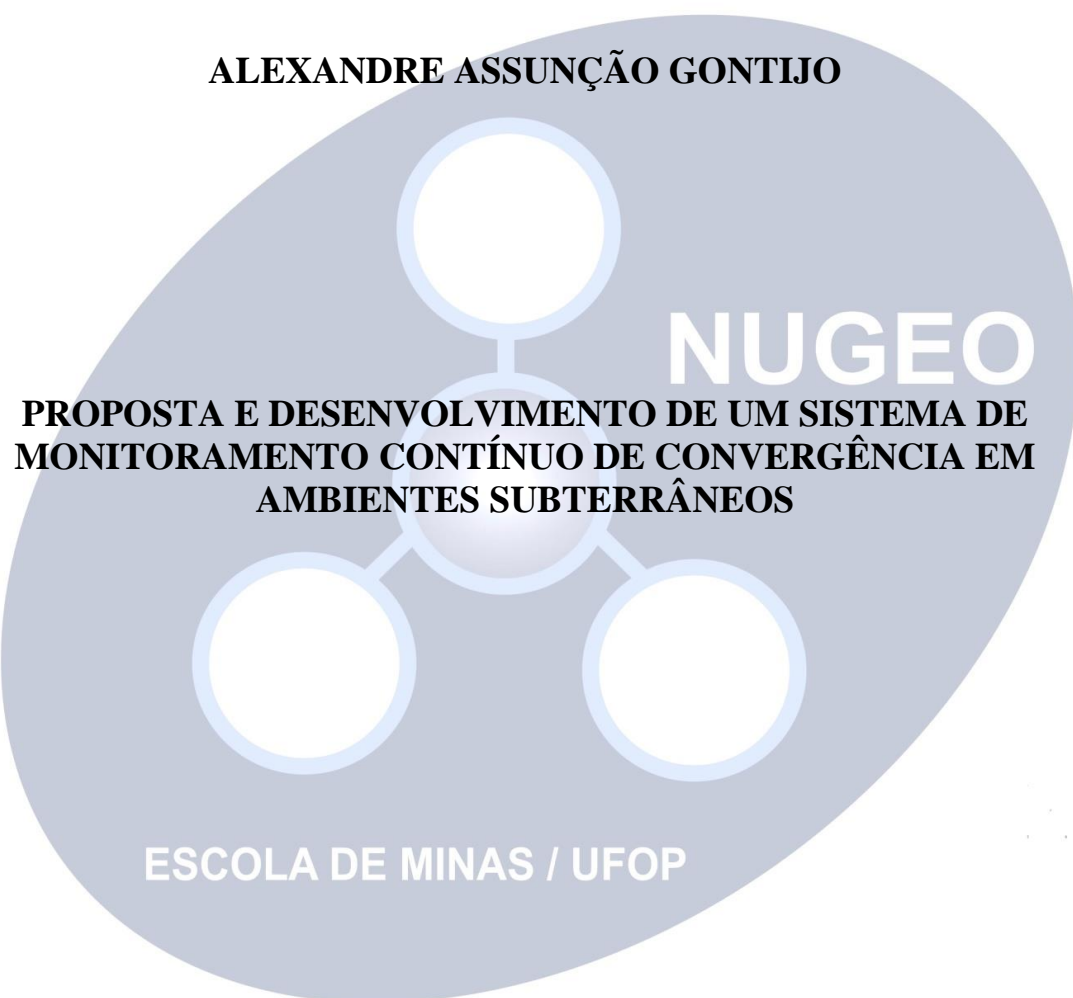 ALEXANDRE ASSUNÇÃO GONTIJO
NUGEO
PROPOSTA E DESENVOLVIMENTO DE UM SISTEMA DE
MONITORAMENTO CONTÍNUO DE CONVERGÊNCIA EM
AMBIENTES SUBTERRÂNEOS
ESCOLA DE MINAS / UFOP